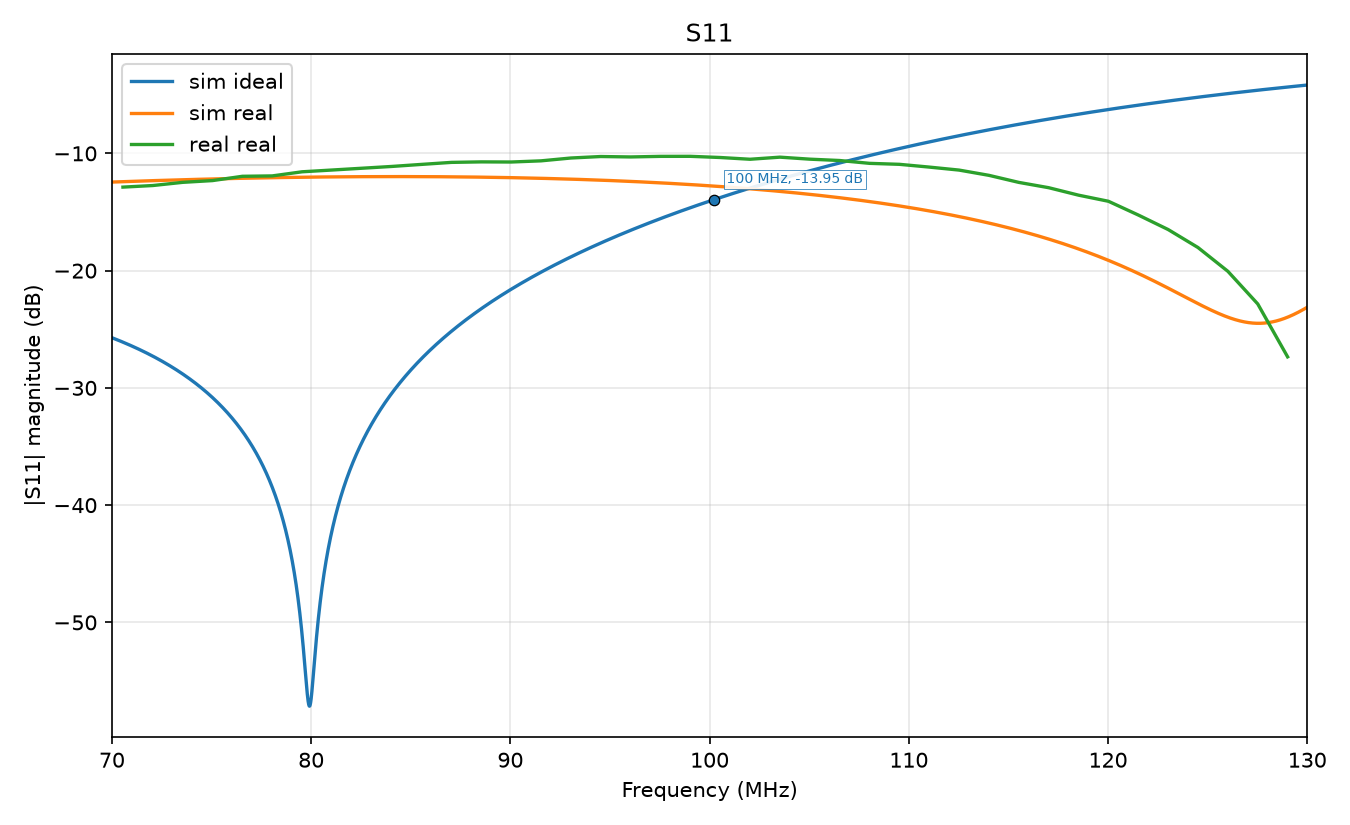 S11
sim ideal
sim real
real real
100 MHz, -13.95 dB
|S11| magnitude (dB)
−10
−20
−30
−40
−50
70 80 90 100 110 120 130
Frequency (MHz)